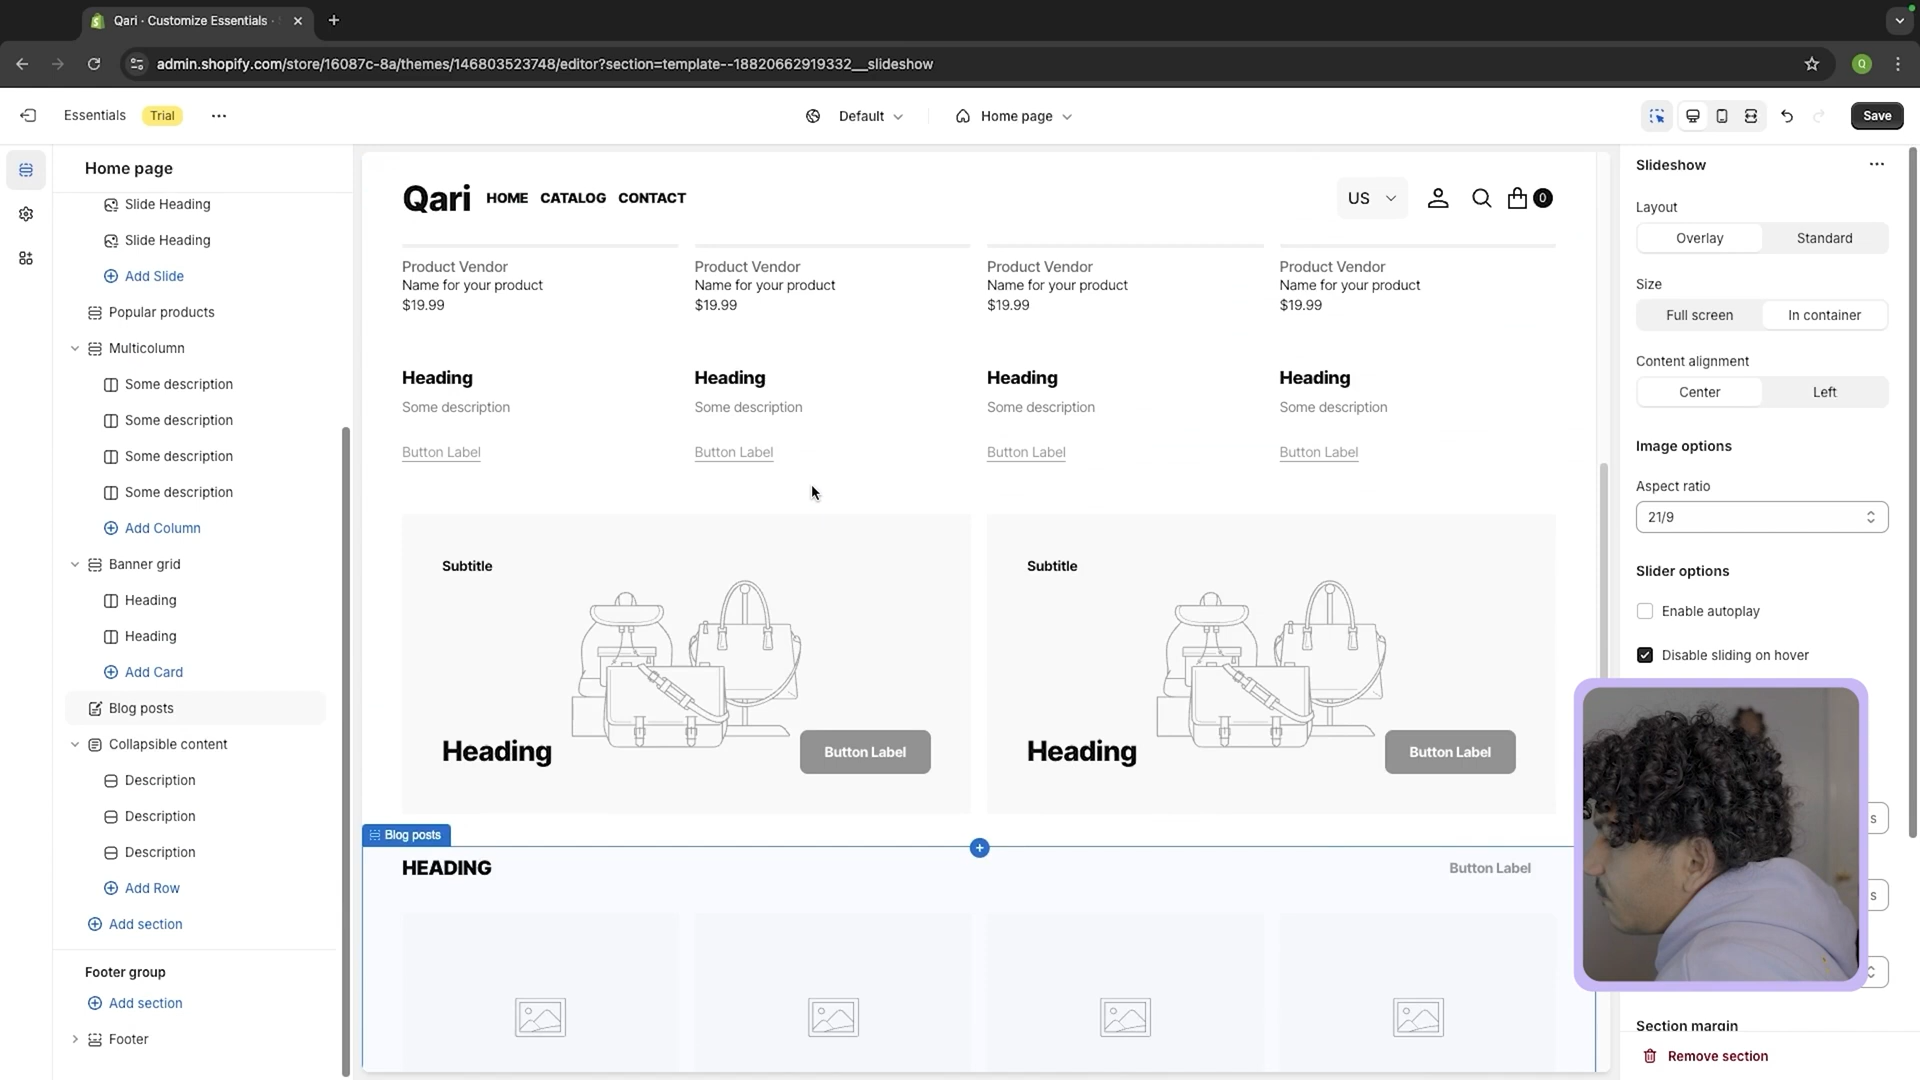 Qari · Customize Essentials ·
admin.shopify.com/store/16087c-8a/themes/146803523748/editor?section=template--18820662919332__slideshow
Q
Essentials
Trial
Default
Home page
Save
Home page
Slide Heading
Slide Heading
Add Slide
Popular products
Multicolumn
Some description
Some description
Some description
Some description
Add Column
Banner grid
Heading
Heading
Add Card
Blog posts
Collapsible content
Description
Description
Description
Add Row
Add section
Footer group
Add section
Footer
Qari HOME CATALOG CONTACT
US
0
Product Vendor Product Vendor Product Vendor Product Vendor
Name for your product Name for your product Name for your product Name for your product
$19.99 $19.99 $19.99 $19.99
Heading Heading Heading Heading
Some description Some description Some description Some description
Button Label Button Label Button Label Button Label
Subtitle Subtitle
Heading Button Label Heading Button Label
Blog posts
HEADING Button Label
Slideshow
Layout
Overlay Standard
Size
Full screen In container
Content alignment
Center Left
Image options
Aspect ratio
21/9
Slider options
Enable autoplay
Disable sliding on hover
s
s
Section margin
Remove section